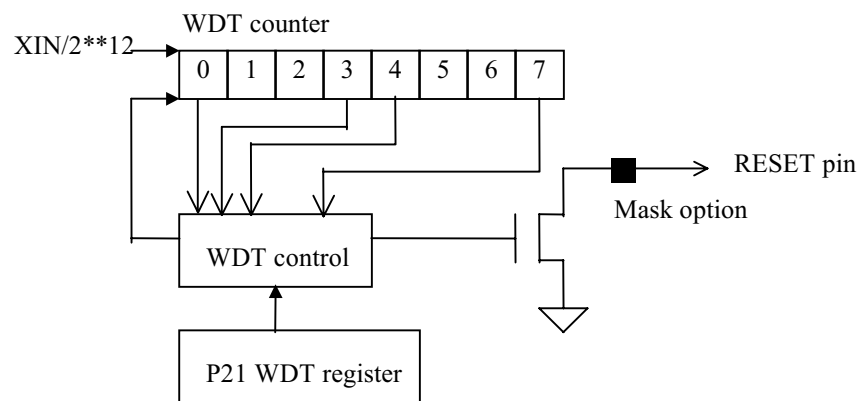 WDT counter
XIN/2**12
0 1 2 3 4 5 6 7
RESET pin
Mask option
WDT control
P21 WDT register